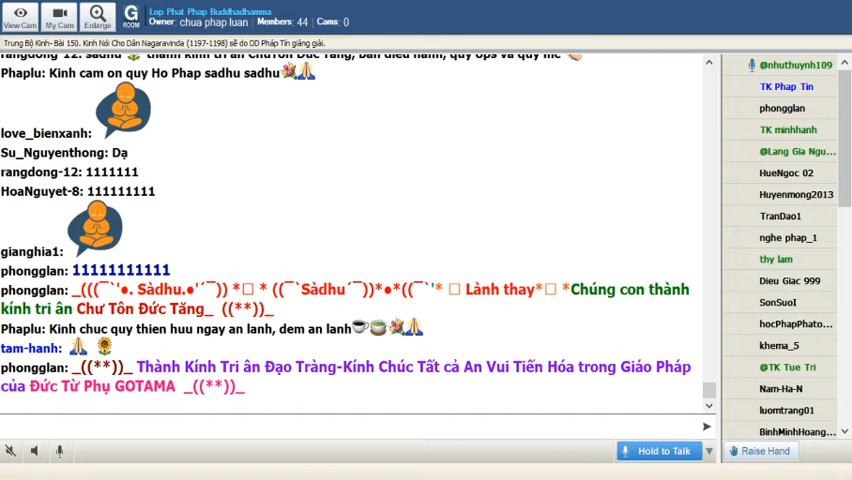 View Cam
My Cam
Enlarge
G
ROOM
Lop Phat Phap Buddhadhamma
Owner: chua phap luan Members: 44 Cams: 0
Trung Bộ Kinh- Bài 150. Kinh Nói Cho Dân Nagaravinda (1197-1198) sẽ do DD Pháp Tín giảng giải.
Phaplu: Kinh cam on quy Ho Phap sadhu sadhu
love_bienxanh:
Su_Nguyenthong: Dạ
rangdong-12: 1111111
HoaNguyet-8: 111111111
gianghia1:
phongglan: 11111111111
phongglan: _(((¯`'•. Sàdhu.•'´¯)) *□ * ((¯`Sàdhu´¯))*•*((¯`'* □ Lành thay*□ *Chúng con thành
kính tri ân Chư Tôn Đức Tăng_ ((**))_
Phaplu: Kinh chuc quy thien huu ngay an lanh, dem an lanh
tam-hanh:
phongglan: _((**))_ Thành Kính Tri ân Đạo Tràng-Kính Chúc Tất cả An Vui Tiến Hóa trong Giáo Pháp
của Đức Từ Phụ GOTAMA _((**))_
@nhuthuynh109
TK Phap Tin
phongglan
TK minhhanh
@Lang Gia Ngu...
HueNgoc 02
Huyenmong2013
TranDao1
nghe phap_1
thy lam
Dieu Giac 999
SonSuoI
hocPhapPhato...
khema_5
@TK Tue Tri
Nam-Ha-N
luomtrang01
BinhMinhHoang...
Hold to Talk
Raise Hand